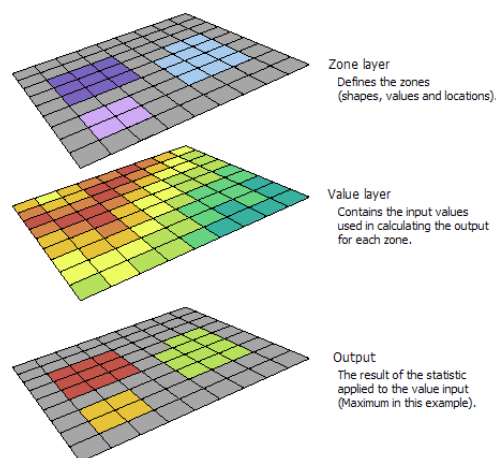 Zone layer
Defines the zones
(shapes, values and locations).
Value layer
Contains the input values
used in calculating the output
for each zone.
Output
The result of the statistic
applied to the value input
(Maximum in this example).